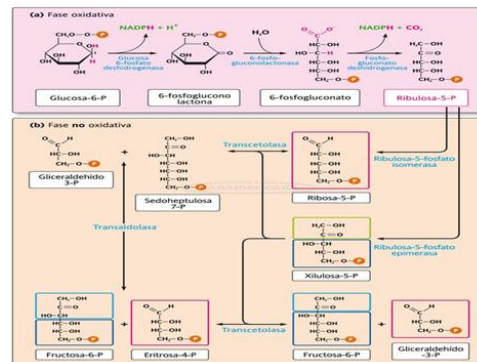 (a) Fase oxidativa
NADPH + H⁺
H₂O
NADPH + CO₂
Glucosa
6-fosfato
deshidrogenasa
6-fosfo-
gluconolactonasa
Fosfo-
gluconato
deshidrogenasa
Glucosa-6-P
6-fosfoglucono
lactona
6-fosfogluconato
Ribulosa-5-P
(b) Fase no oxidativa
Transcetolasa
Ribulosa-5-fosfato
isomerasa
Gliceraldehído
3-P
Sedoheptulosa
7-P
Ribosa-5-P
Transaldolasa
Ribulosa-5-fosfato
epimerasa
Xilulosa-5-P
Transcetolasa
Fructosa-6-P
Eritrosa-4-P
Fructosa-6-P
Gliceraldehído
-3-P